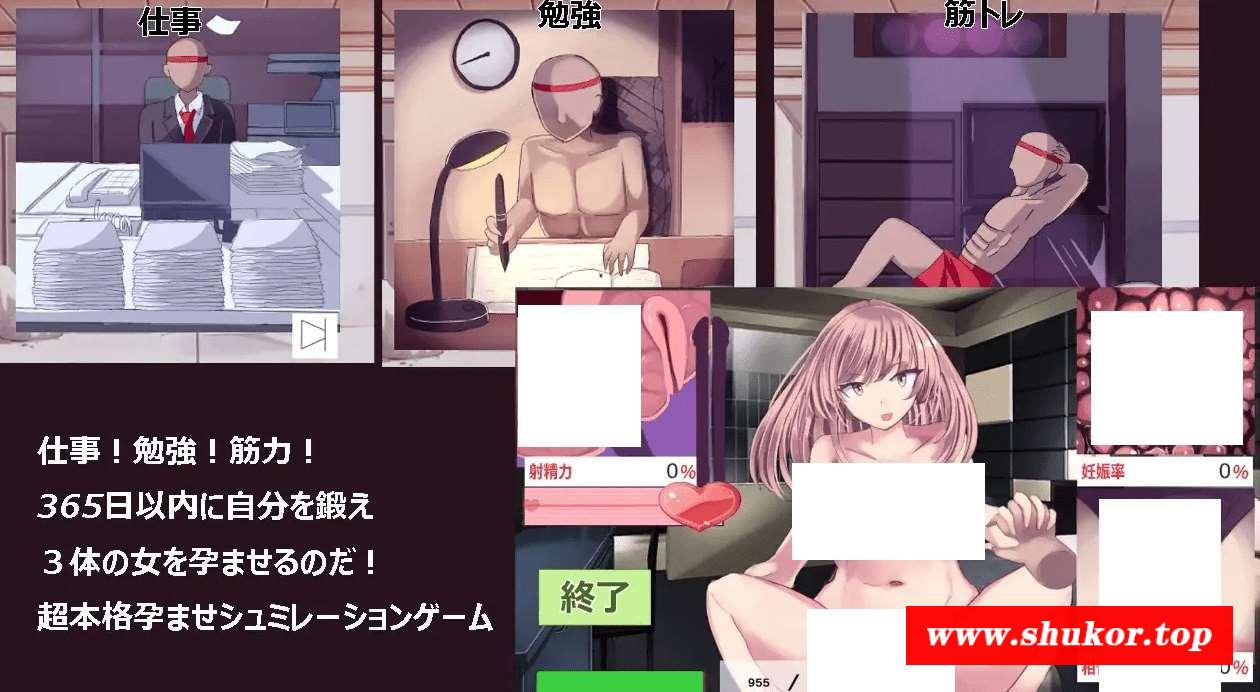 仕事
勉強
筋トレ
仕事！勉強！筋力！
365日以内に自分を鍛え
３体の女を孕ませるのだ！
超本格孕ませシュミレーションゲーム
射精力 0%
妊娠率 0%
終了
955 /
0%
www.shukor.top